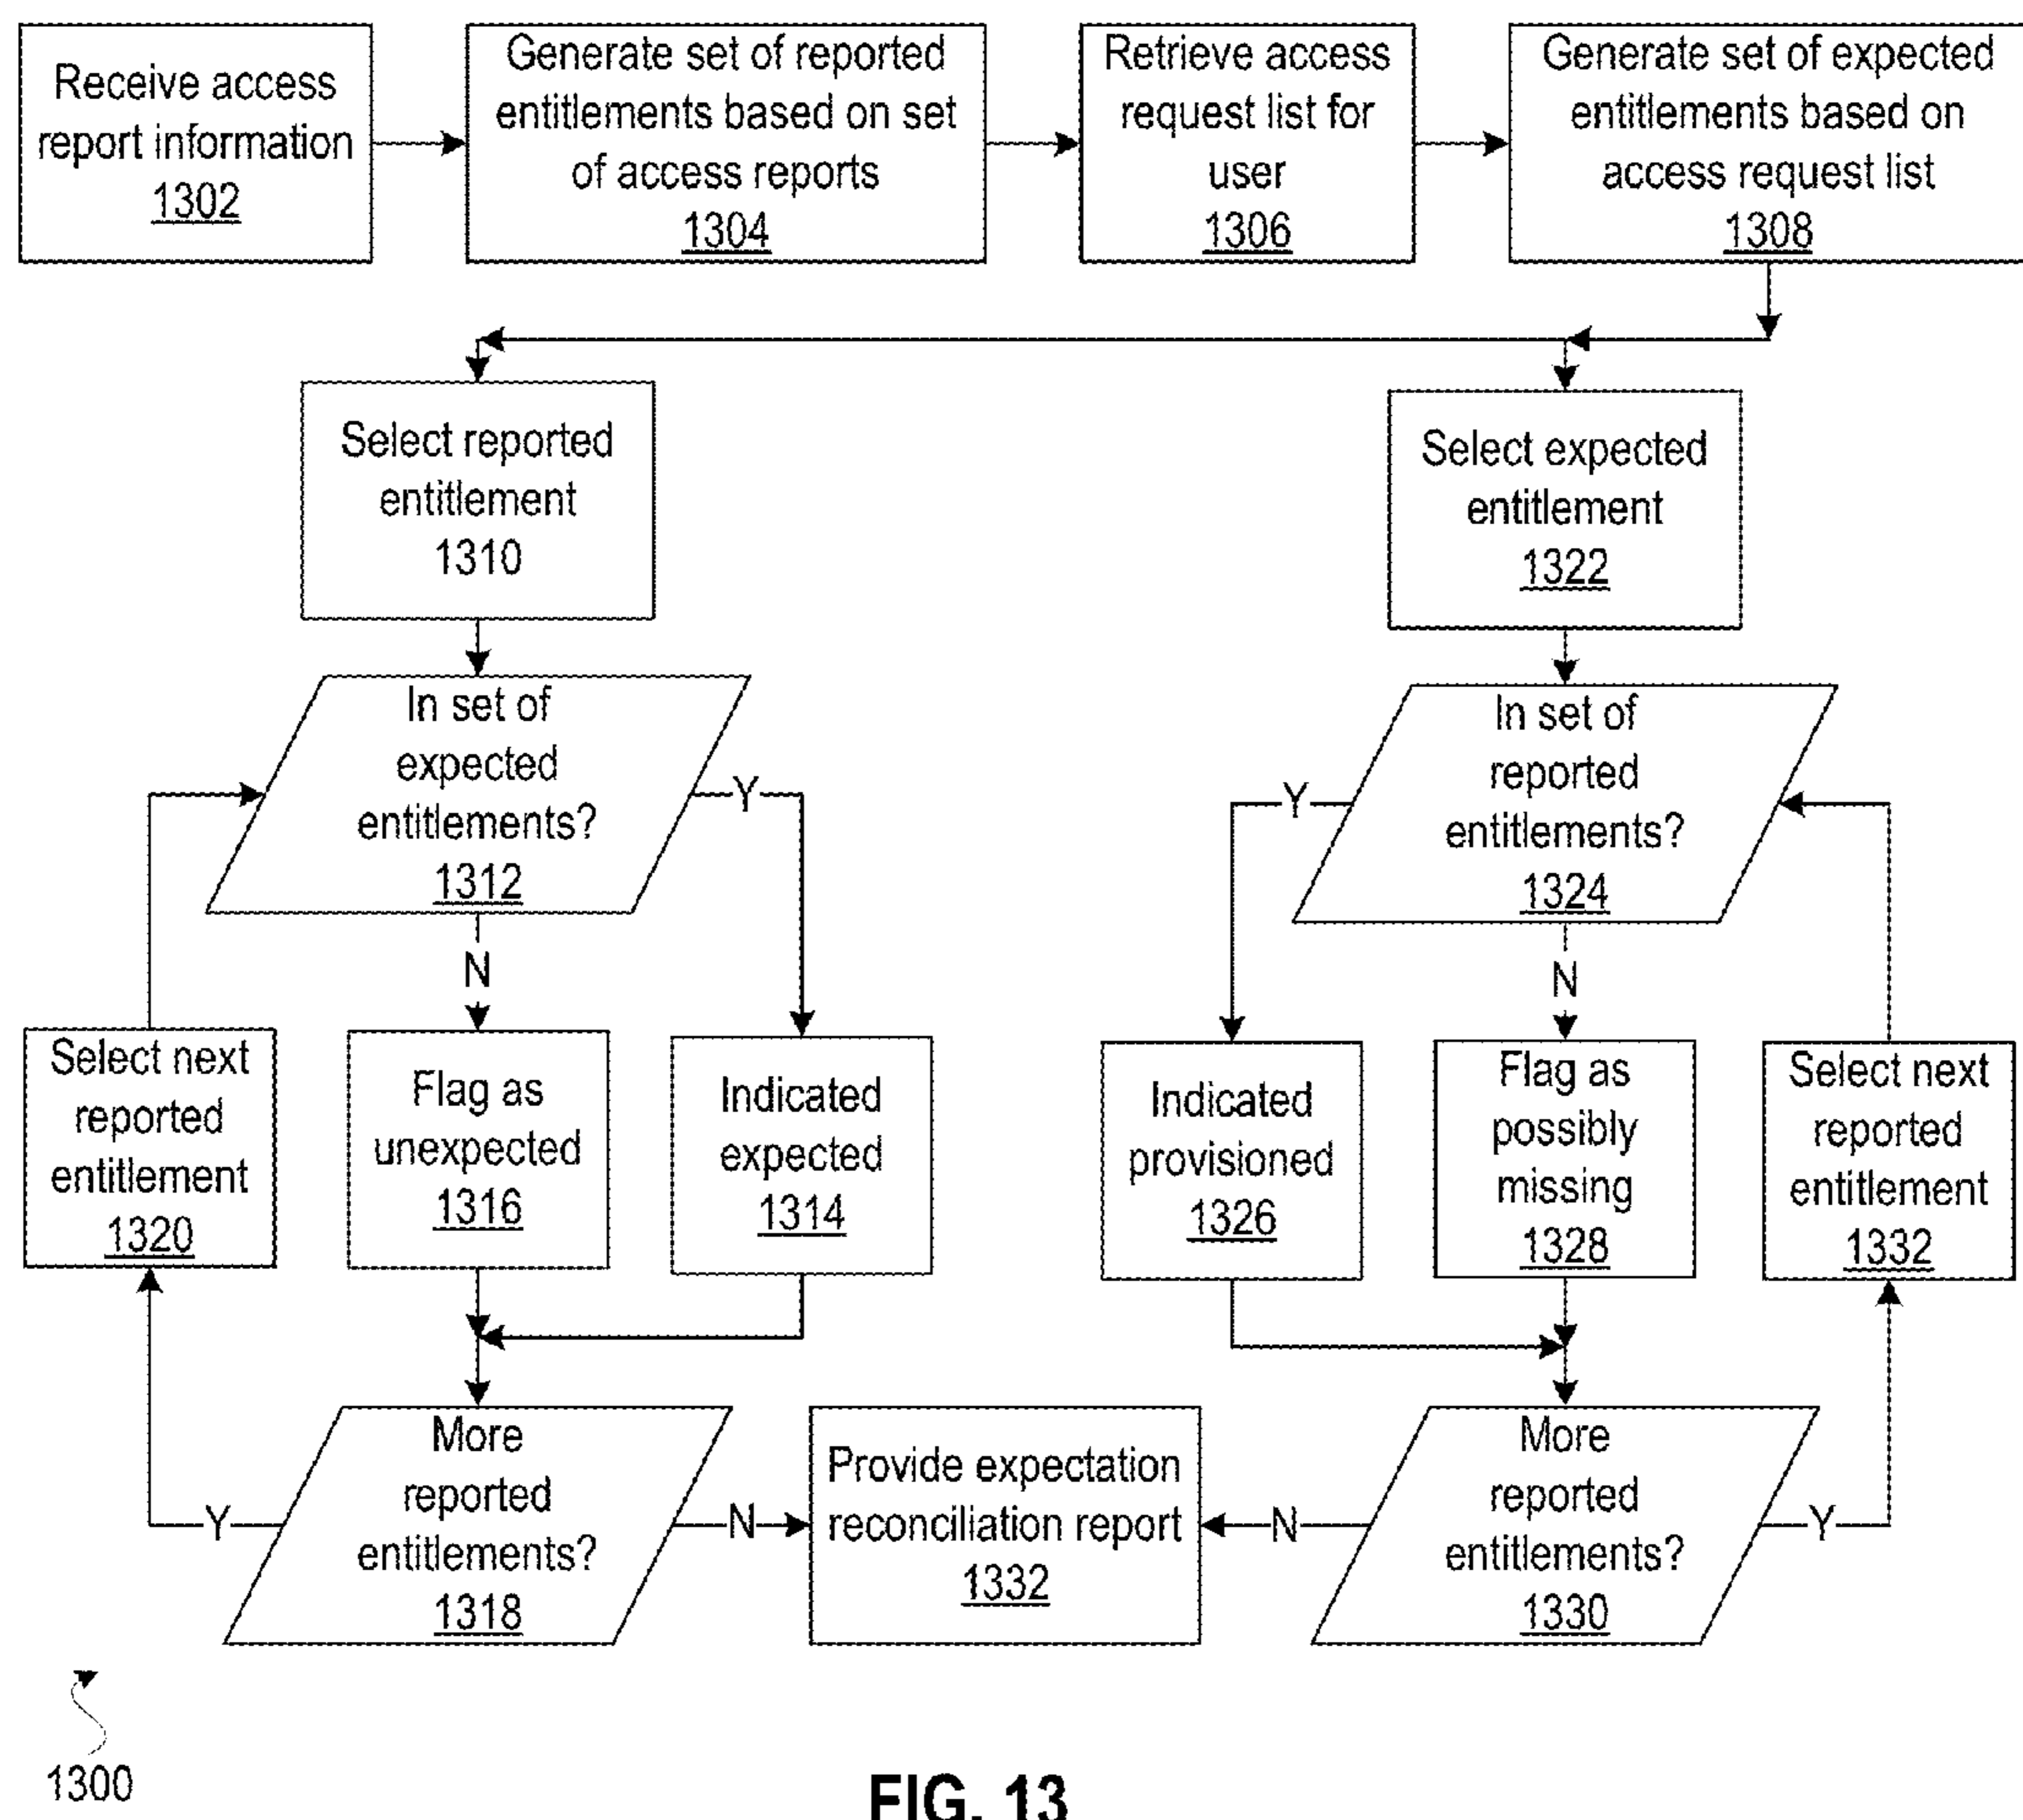 Receive access
report information
1302
Generate set of reported
entitlements based on set
of access reports
1304
Retrieve access
request list for
user
1306
Generate set of expected
entitlements based on
access request list
1308
Select reported
entitlement
1310
Select expected
entitlement
1322
In set of
expected
entitlements?
1312
Y
N
In set of
reported
entitlements?
1324
Y
N
Select next
reported
entitlement
1320
Flag as
unexpected
1316
Indicated
expected
1314
Indicated
provisioned
1326
Flag as
possibly
missing
1328
Select next
reported
entitlement
1332
More
reported
entitlements?
1318
Y
N
Provide expectation
reconciliation report
1332
N
More
reported
entitlements?
1330
Y
1300
FIG. 13